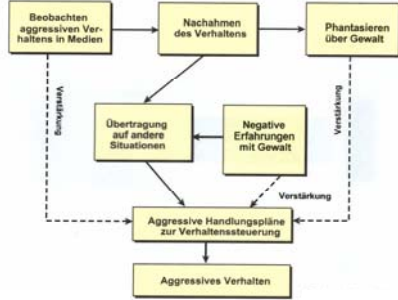 Beobachten
aggressiven Ver-
haltens in Medien
Nachahmen
des Verhaltens
Phantasieren
über Gewalt
Verstärkung
Übertragung
auf andere
Situationen
Negative
Erfahrungen
mit Gewalt
Verstärkung
Verstärkung
Aggressive Handlungspläne
zur Verhaltenssteuerung
Aggressives Verhalten